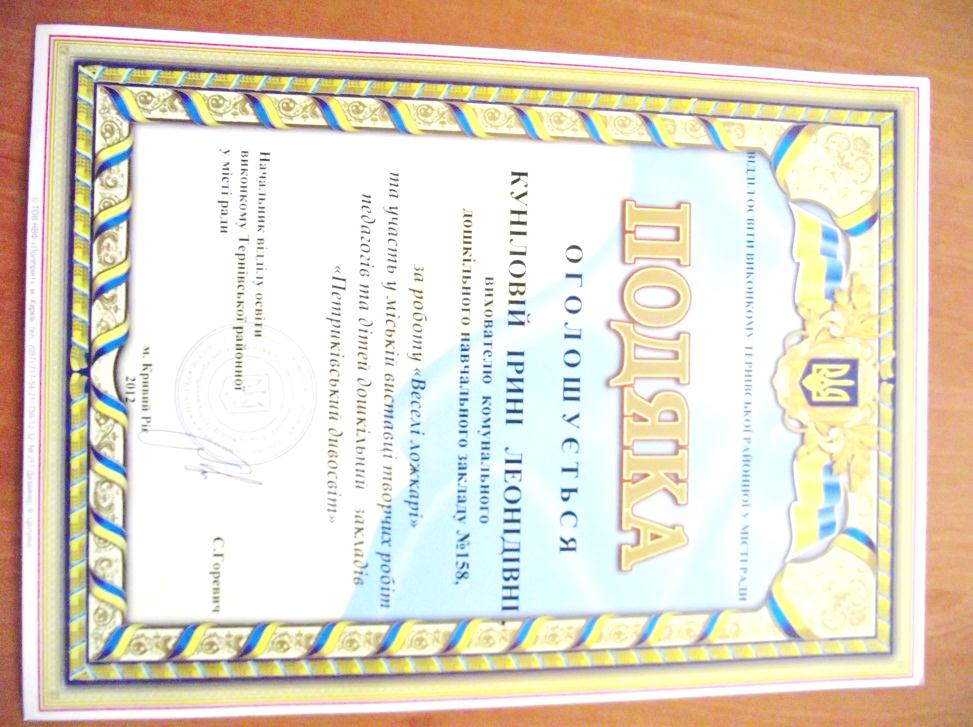 ВІДДІЛ ОСВІТИ ВИКОНКОМУ ТЕРНІВСЬКОЇ РАЙОННОЇ У МІСТІ РАДИ
ПОДЯКА
ОГОЛОШУЄТЬСЯ
КУНІЛОВІЙ ІРИНІ ЛЕОНІДІВНІ,
вихователю комунального
дошкільного навчального закладу №158,
за роботу «Веселі ложкарі»
та участь у міській виставці творчих робіт
педагогів та дітей дошкільний закладів
«Петриківський дивосвіт»
Начальник відділу освіти
виконкому Тернівської районної
у місті ради
С.Горевич
м. Кривий Ріг
2012